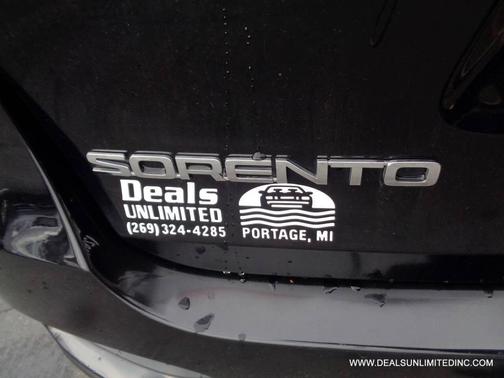 SORENTO
Deals
UNLIMITED
(269) 324-4285
PORTAGE, MI
WWW.DEALSUNLIMITEDINC.COM